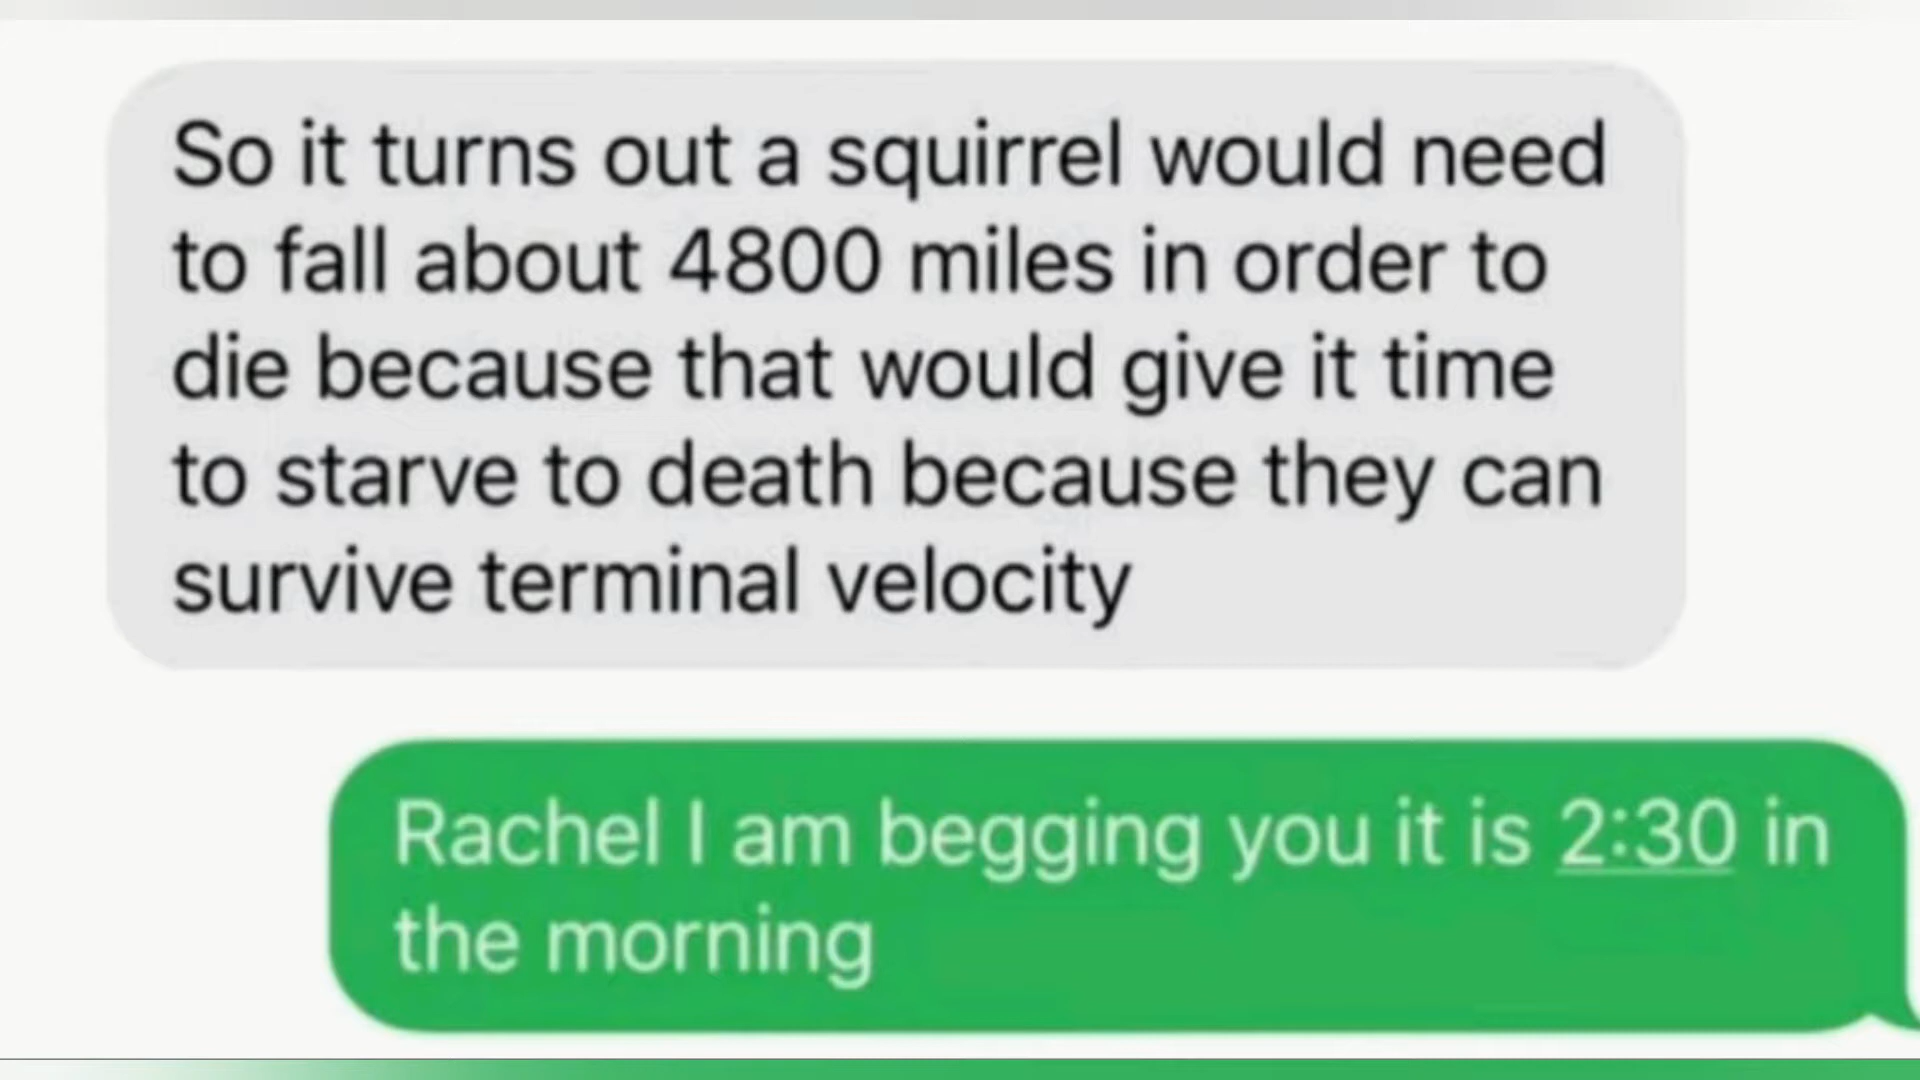 So it turns out a squirrel would need
to fall about 4800 miles in order to
die because that would give it time
to starve to death because they can
survive terminal velocity
Rachel I am begging you it is 2:30 in
the morning